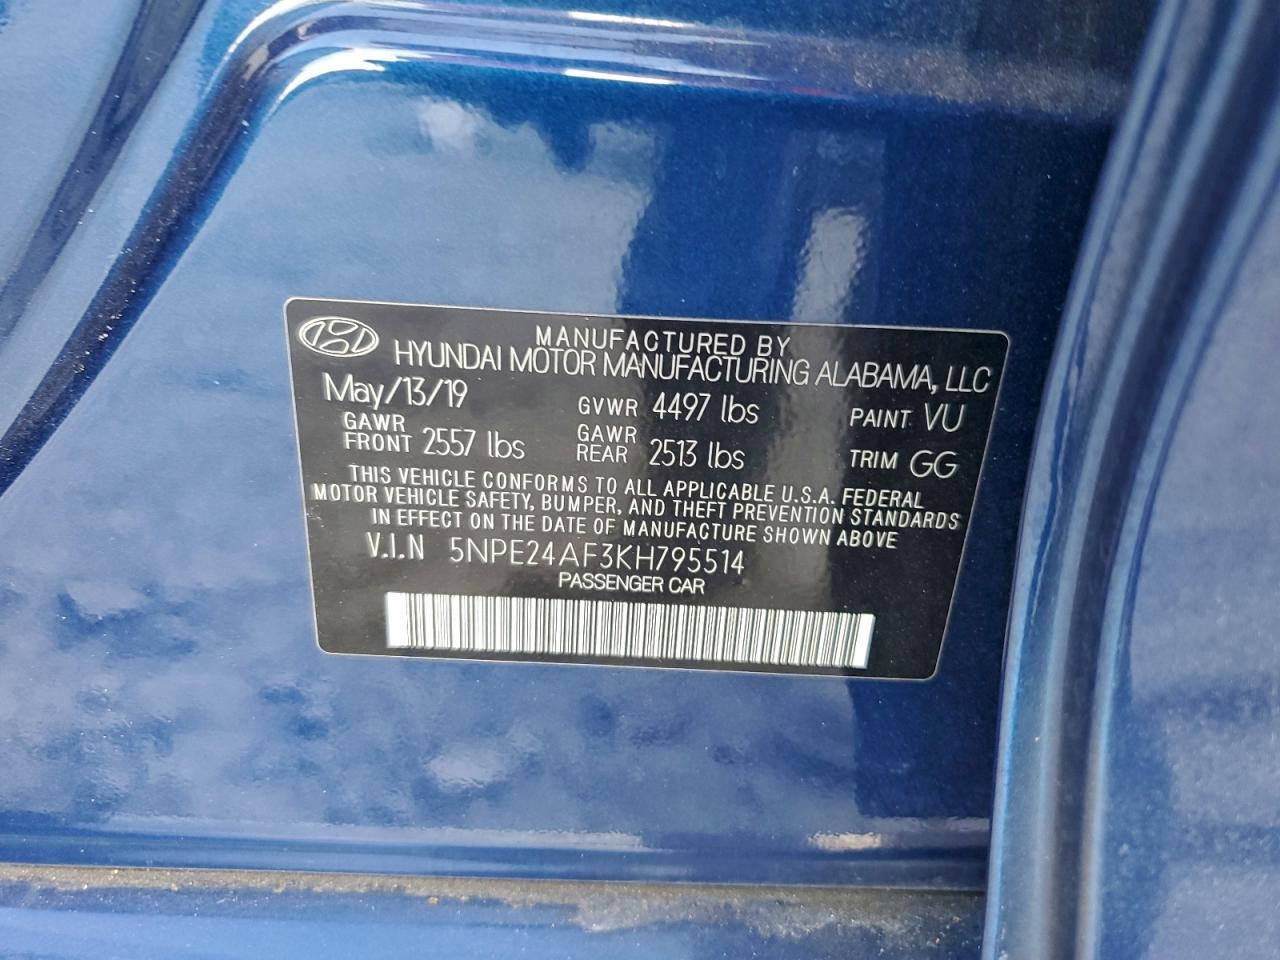 MANUFACTURED BY
HYUNDAI MOTOR MANUFACTURING ALABAMA, LLC
May/13/19 GVWR 4497 lbs PAINT VU
GAWR FRONT 2557 lbs GAWR REAR 2513 lbs TRIM GG
THIS VEHICLE CONFORMS TO ALL APPLICABLE U.S.A. FEDERAL
MOTOR VEHICLE SAFETY, BUMPER, AND THEFT PREVENTION STANDARDS
IN EFFECT ON THE DATE OF MANUFACTURE SHOWN ABOVE
V.I.N 5NPE24AF3KH795514
PASSENGER CAR